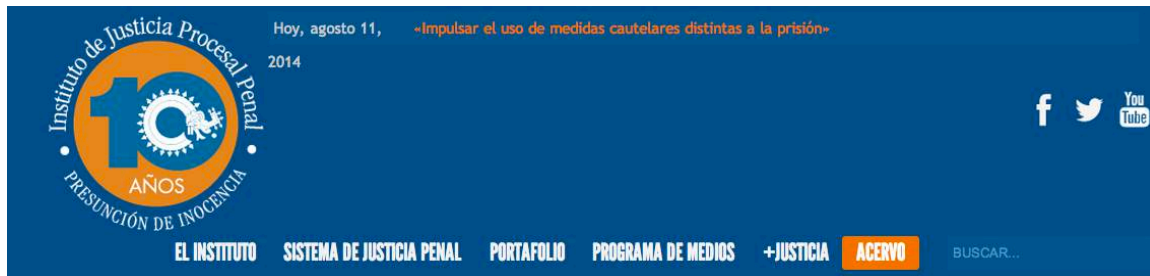 Instituto de Justicia Procesal Penal
10
AÑOS
PRESUNCIÓN DE INOCENCIA
Hoy, agosto 11,
2014
«Impulsar el uso de medidas cautelares distintas a la prisión»
f
You
Tube
EL INSTITUTO SISTEMA DE JUSTICIA PENAL PORTAFOLIO PROGRAMA DE MEDIOS +JUSTICIA ACERVO BUSCAR...